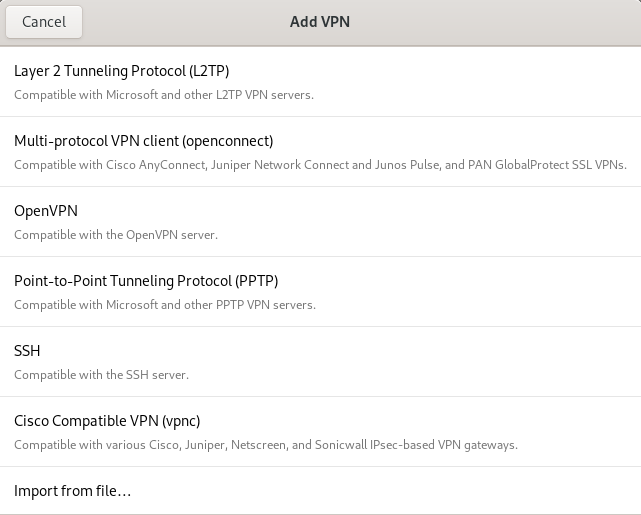 Cancel
Add VPN
Layer 2 Tunneling Protocol (L2TP)
Compatible with Microsoft and other L2TP VPN servers.
Multi-protocol VPN client (openconnect)
Compatible with Cisco AnyConnect, Juniper Network Connect and Junos Pulse, and PAN GlobalProtect SSL VPNs.
OpenVPN
Compatible with the OpenVPN server.
Point-to-Point Tunneling Protocol (PPTP)
Compatible with Microsoft and other PPTP VPN servers.
SSH
Compatible with the SSH server.
Cisco Compatible VPN (vpnc)
Compatible with various Cisco, Juniper, Netscreen, and Sonicwall IPsec-based VPN gateways.
Import from file…